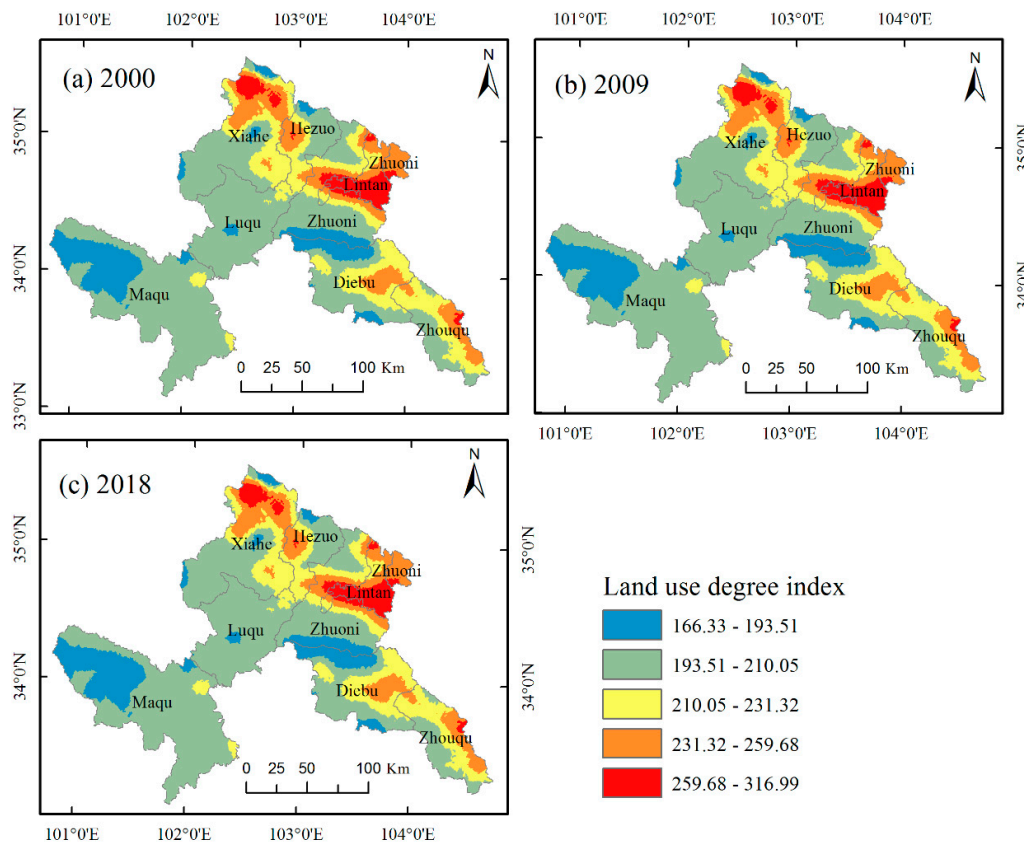 101°0'E 102°0'E 103°0'E 104°0'E
101°0'E 102°0'E 103°0'E 104°0'E
(a) 2000
N
Xiahe
Hezuo
Zhuoni
Lintan
Luqu
Zhuoni
Maqu
Diebu
Zhouqu
0 25 50 100 Km
35°0'N
34°0'N
33°0'N
(b) 2009
N
Xiahe
Hezuo
Zhuoni
Lintan
Luqu
Zhuoni
Maqu
Diebu
Zhouqu
0 25 50 100 Km
35°0'N
34°0'N
101°0'E 102°0'E 103°0'E 104°0'E
(c) 2018
N
Xiahe
Hezuo
Zhuoni
Lintan
Luqu
Zhuoni
Maqu
Diebu
Zhouqu
0 25 50 100 Km
35°0'N
34°0'N
35°0'N
34°0'N
101°0'E 102°0'E 103°0'E 104°0'E
Land use degree index
166.33 - 193.51
193.51 - 210.05
210.05 - 231.32
231.32 - 259.68
259.68 - 316.99